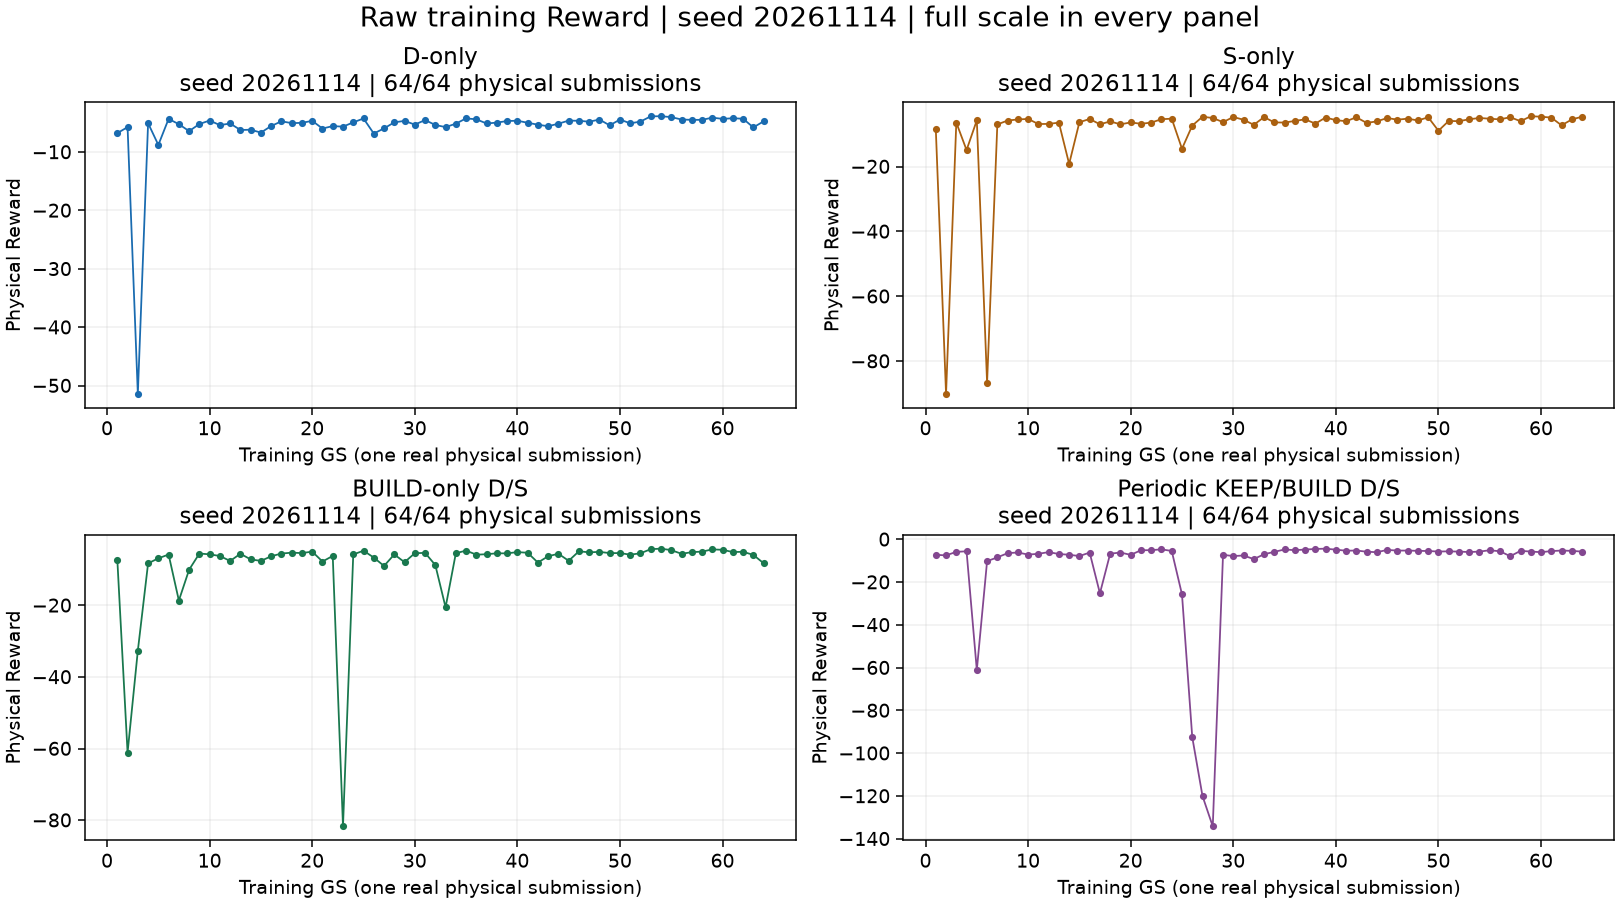 Raw training Reward | seed 20261114 | full scale in every panel
D-only
seed 20261114 | 64/64 physical submissions
Physical Reward
−10
−20
−30
−40
−50
0 10 20 30 40 50 60
Training GS (one real physical submission)
S-only
seed 20261114 | 64/64 physical submissions
Physical Reward
−20
−40
−60
−80
0 10 20 30 40 50 60
Training GS (one real physical submission)
BUILD-only D/S
seed 20261114 | 64/64 physical submissions
Physical Reward
−20
−40
−60
−80
0 10 20 30 40 50 60
Training GS (one real physical submission)
Periodic KEEP/BUILD D/S
seed 20261114 | 64/64 physical submissions
Physical Reward
0
−20
−40
−60
−80
−100
−120
−140
0 10 20 30 40 50 60
Training GS (one real physical submission)